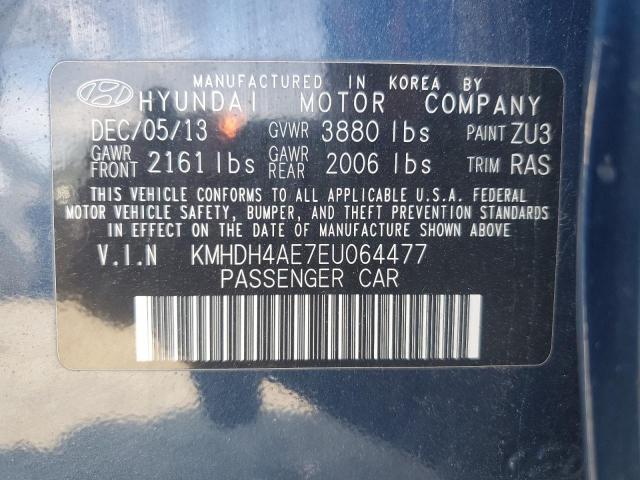 MANUFACTURED IN KOREA BY
HYUNDAI MOTOR COMPANY
DEC/05/13 GVWR 3880 lbs PAINT ZU3
GAWR FRONT 2161 lbs GAWR REAR 2006 lbs TRIM RAS
THIS VEHICLE CONFORMS TO ALL APPLICABLE U.S.A. FEDERAL
MOTOR VEHICLE SAFETY, BUMPER, AND THEFT PREVENTION STANDARDS
IN EFFECT ON THE DATE OF MANUFACTURE SHOWN ABOVE.
V.I.N KMHDH4AE7EU064477
PASSENGER CAR